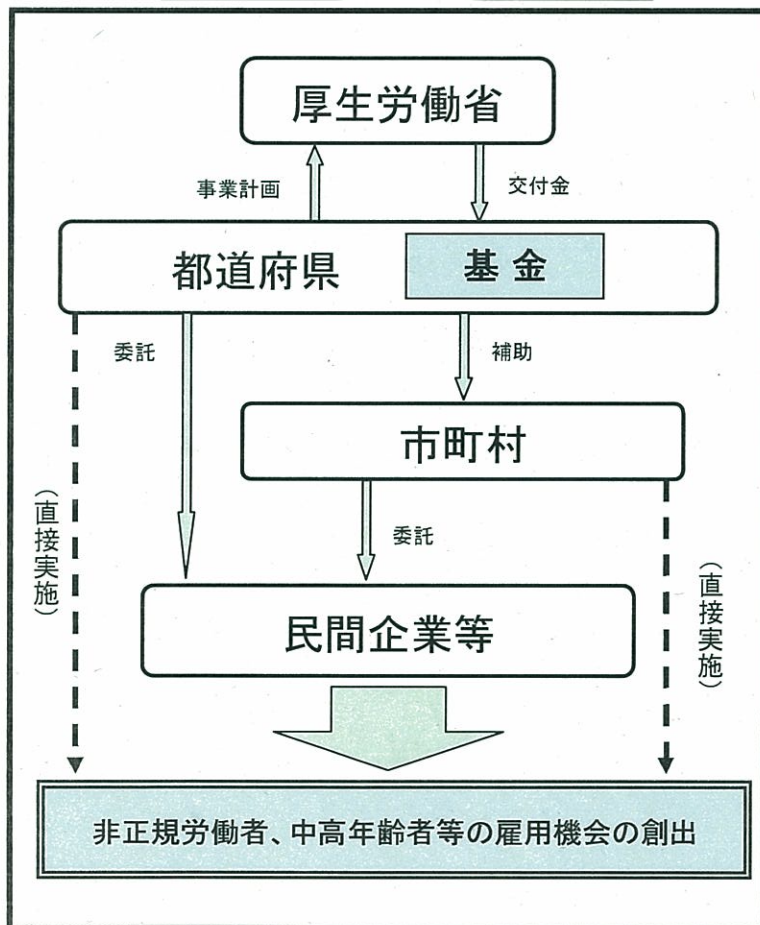 厚生労働省
事業計画
交付金
都道府県
基金
委託
補助
市町村
委託
（直接実施）
（直接実施）
民間企業等
非正規労働者、中高年齢者等の雇用機会の創出